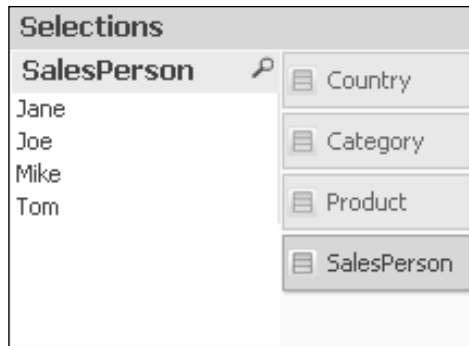 Selections
SalesPerson
Jane
Joe
Mike
Tom
Country
Category
Product
SalesPerson